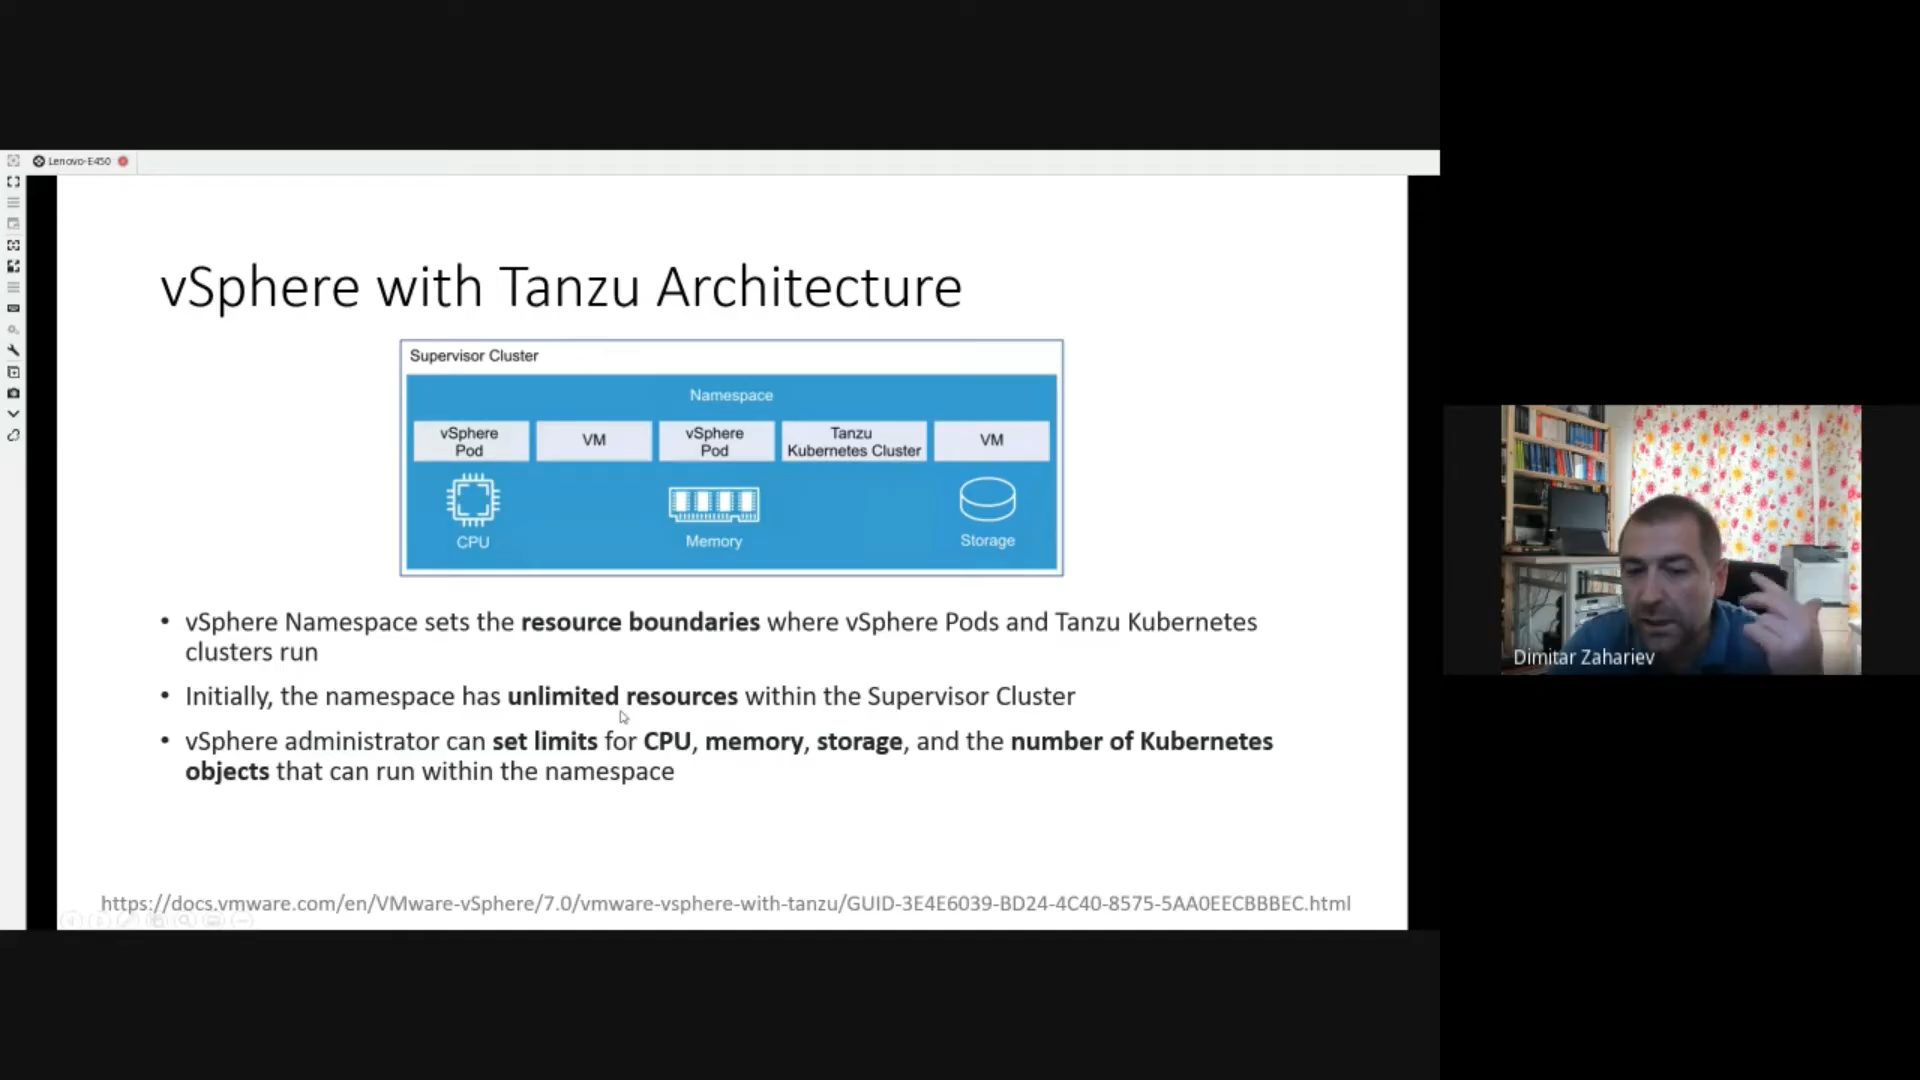 Lenovo-E450
vSphere with Tanzu Architecture
Supervisor Cluster
Namespace
vSphere
Pod
VM
vSphere
Pod
Tanzu
Kubernetes Cluster
VM
CPU
Memory
Storage
• vSphere Namespace sets the resource boundaries where vSphere Pods and Tanzu Kubernetes
clusters run
• Initially, the namespace has unlimited resources within the Supervisor Cluster
• vSphere administrator can set limits for CPU, memory, storage, and the number of Kubernetes
objects that can run within the namespace
https://docs.vmware.com/en/VMware-vSphere/7.0/vmware-vsphere-with-tanzu/GUID-3E4E6039-BD24-4C40-8575-5AA0EECBBBEC.html
Dimitar Zahariev